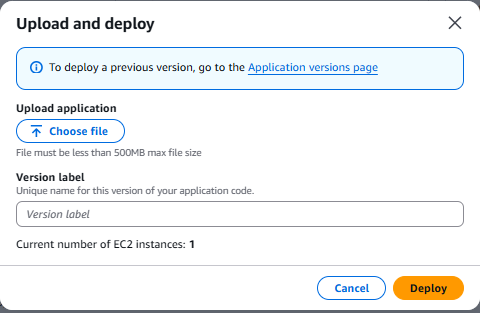 Upload and deploy
To deploy a previous version, go to the Application versions page
Upload application
Choose file
File must be less than 500MB max file size
Version label
Unique name for this version of your application code.
Version label
Current number of EC2 instances: 1
Cancel
Deploy